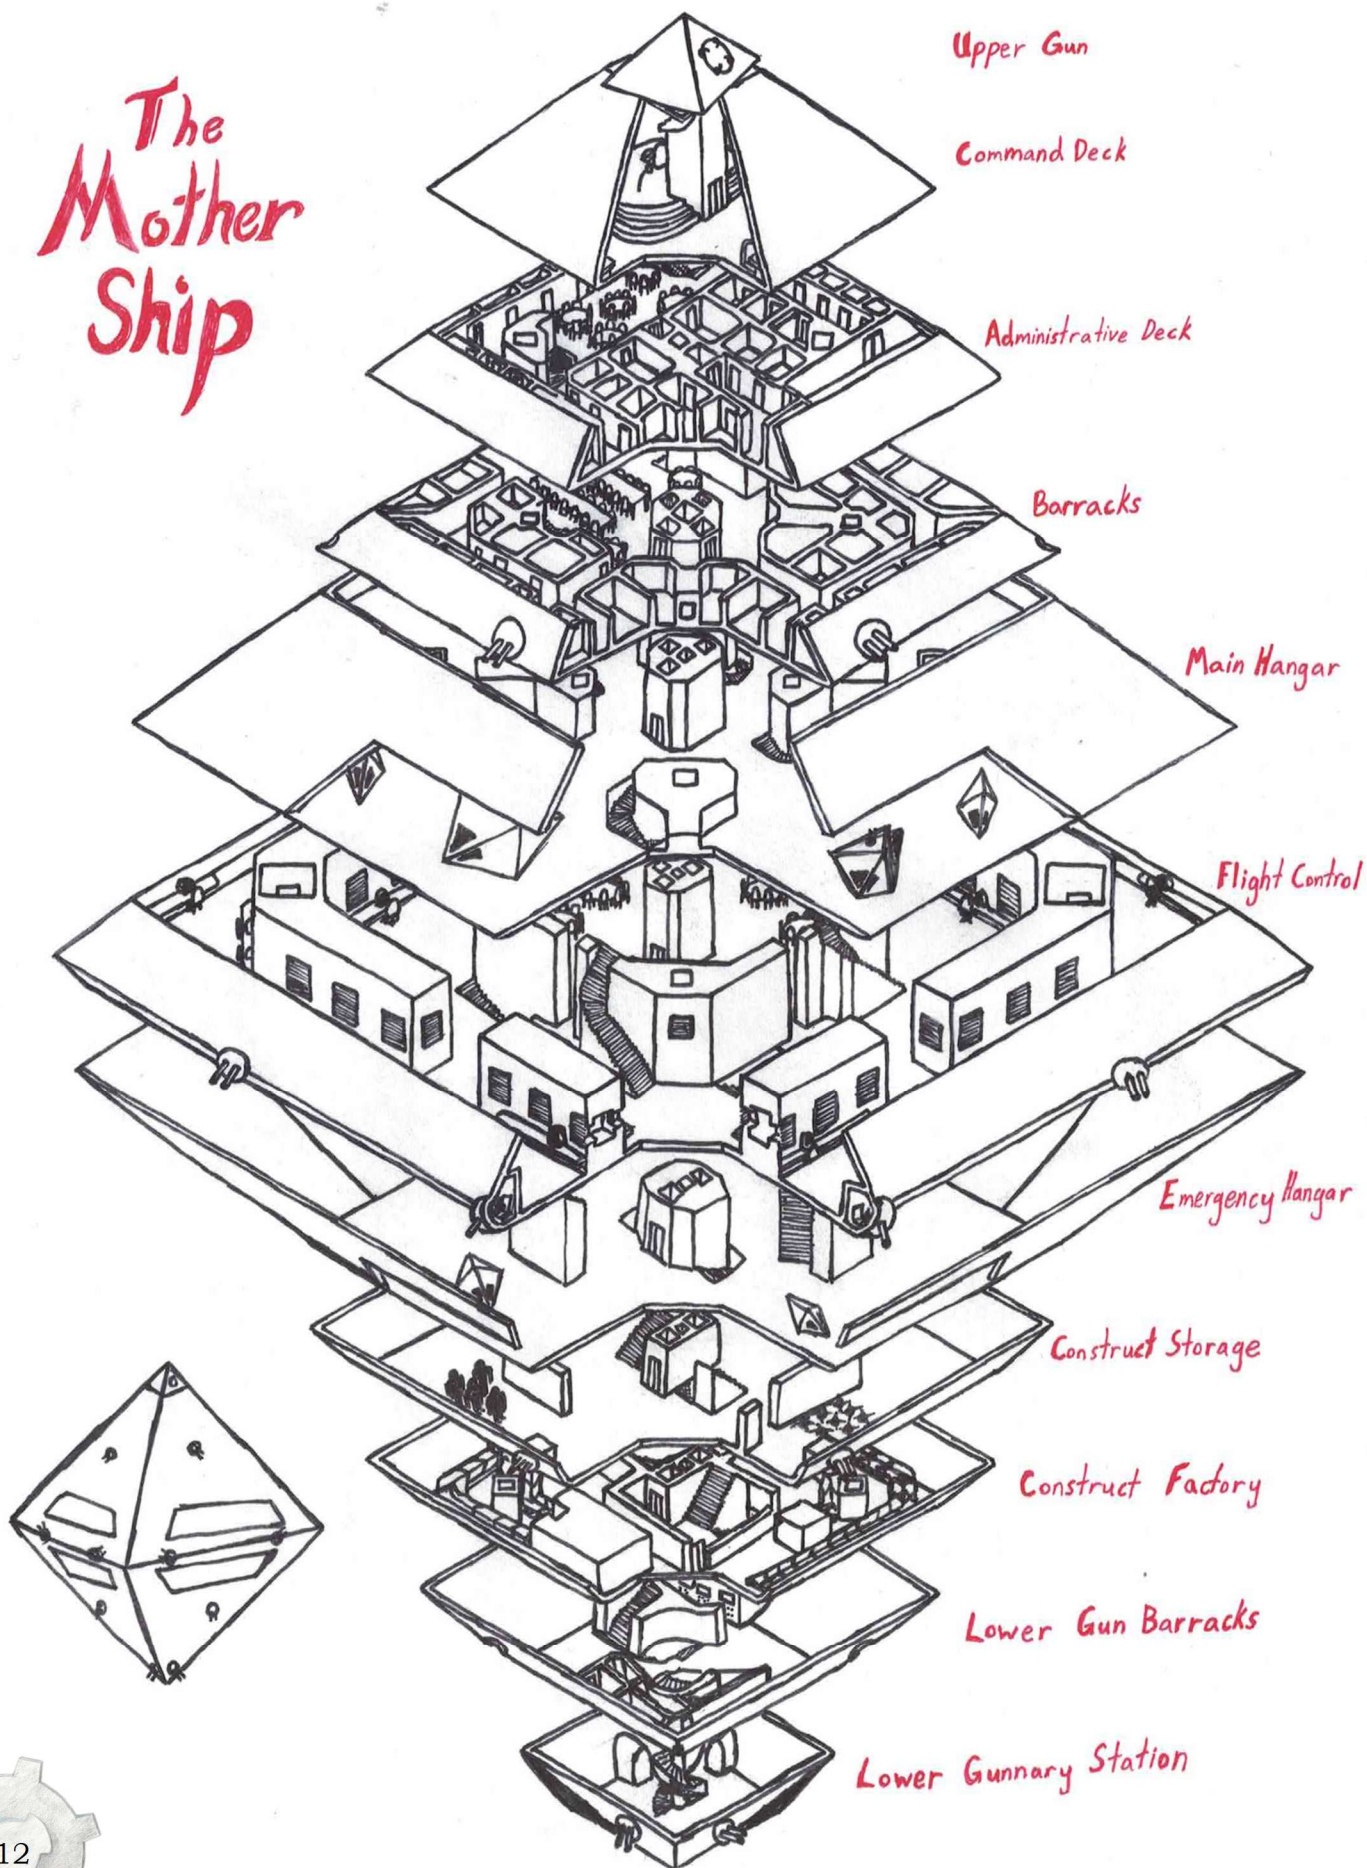 The
Mother
Ship
Upper Gun
Command Deck
Administrative Deck
Barracks
Main Hangar
Flight Control
Emergency Hangar
Construct Storage
Construct Factory
Lower Gun Barracks
Lower Gunnary Station
12